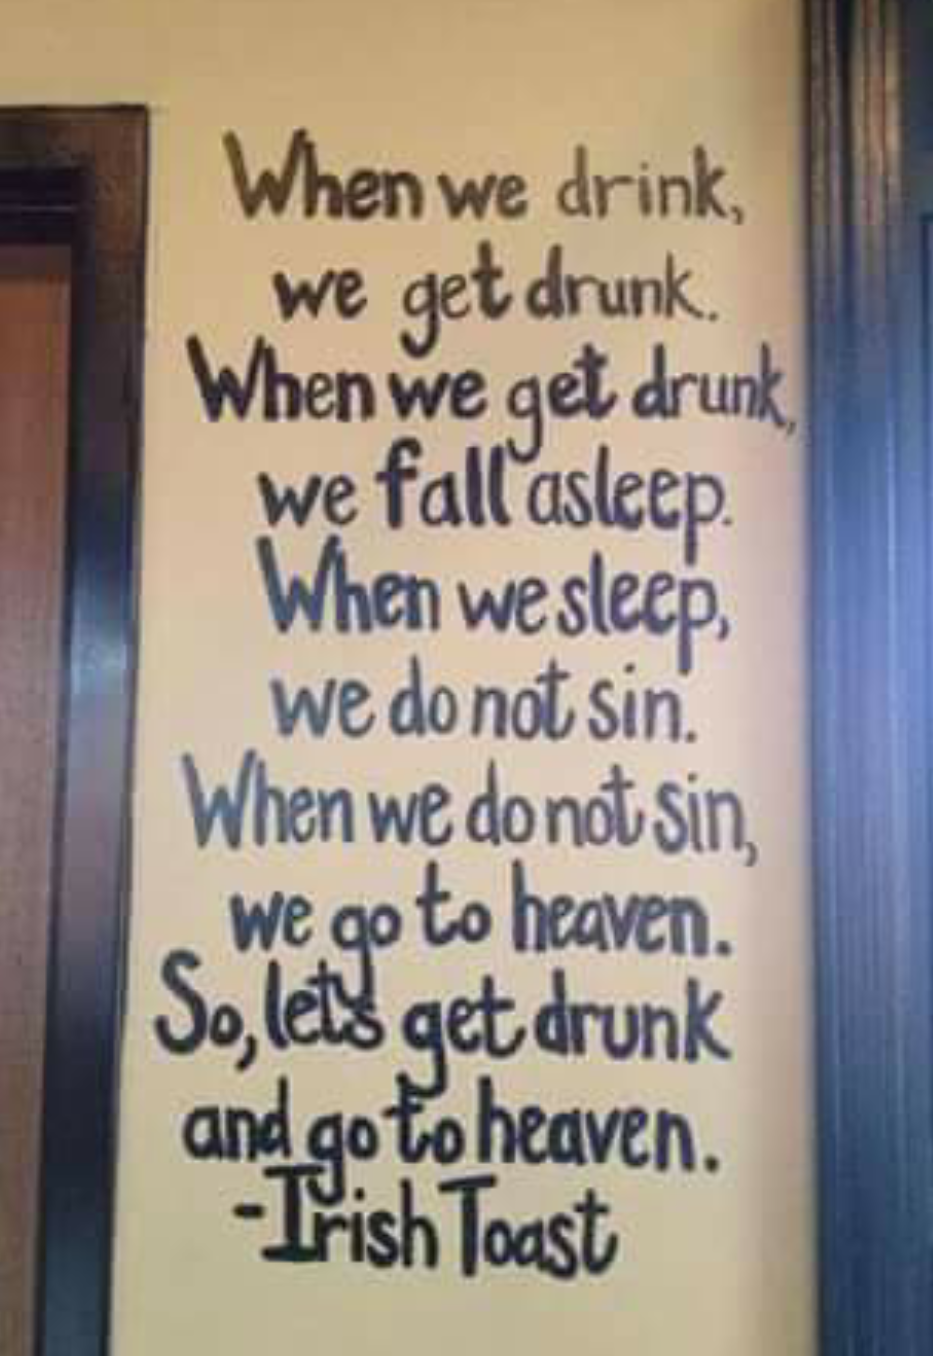 When we drink,
we get drunk.
When we get drunk,
we fall asleep.
When we sleep,
we do not sin.
When we do not sin,
we go to heaven.
So, let's get drunk
and go to heaven.
-Irish Toast